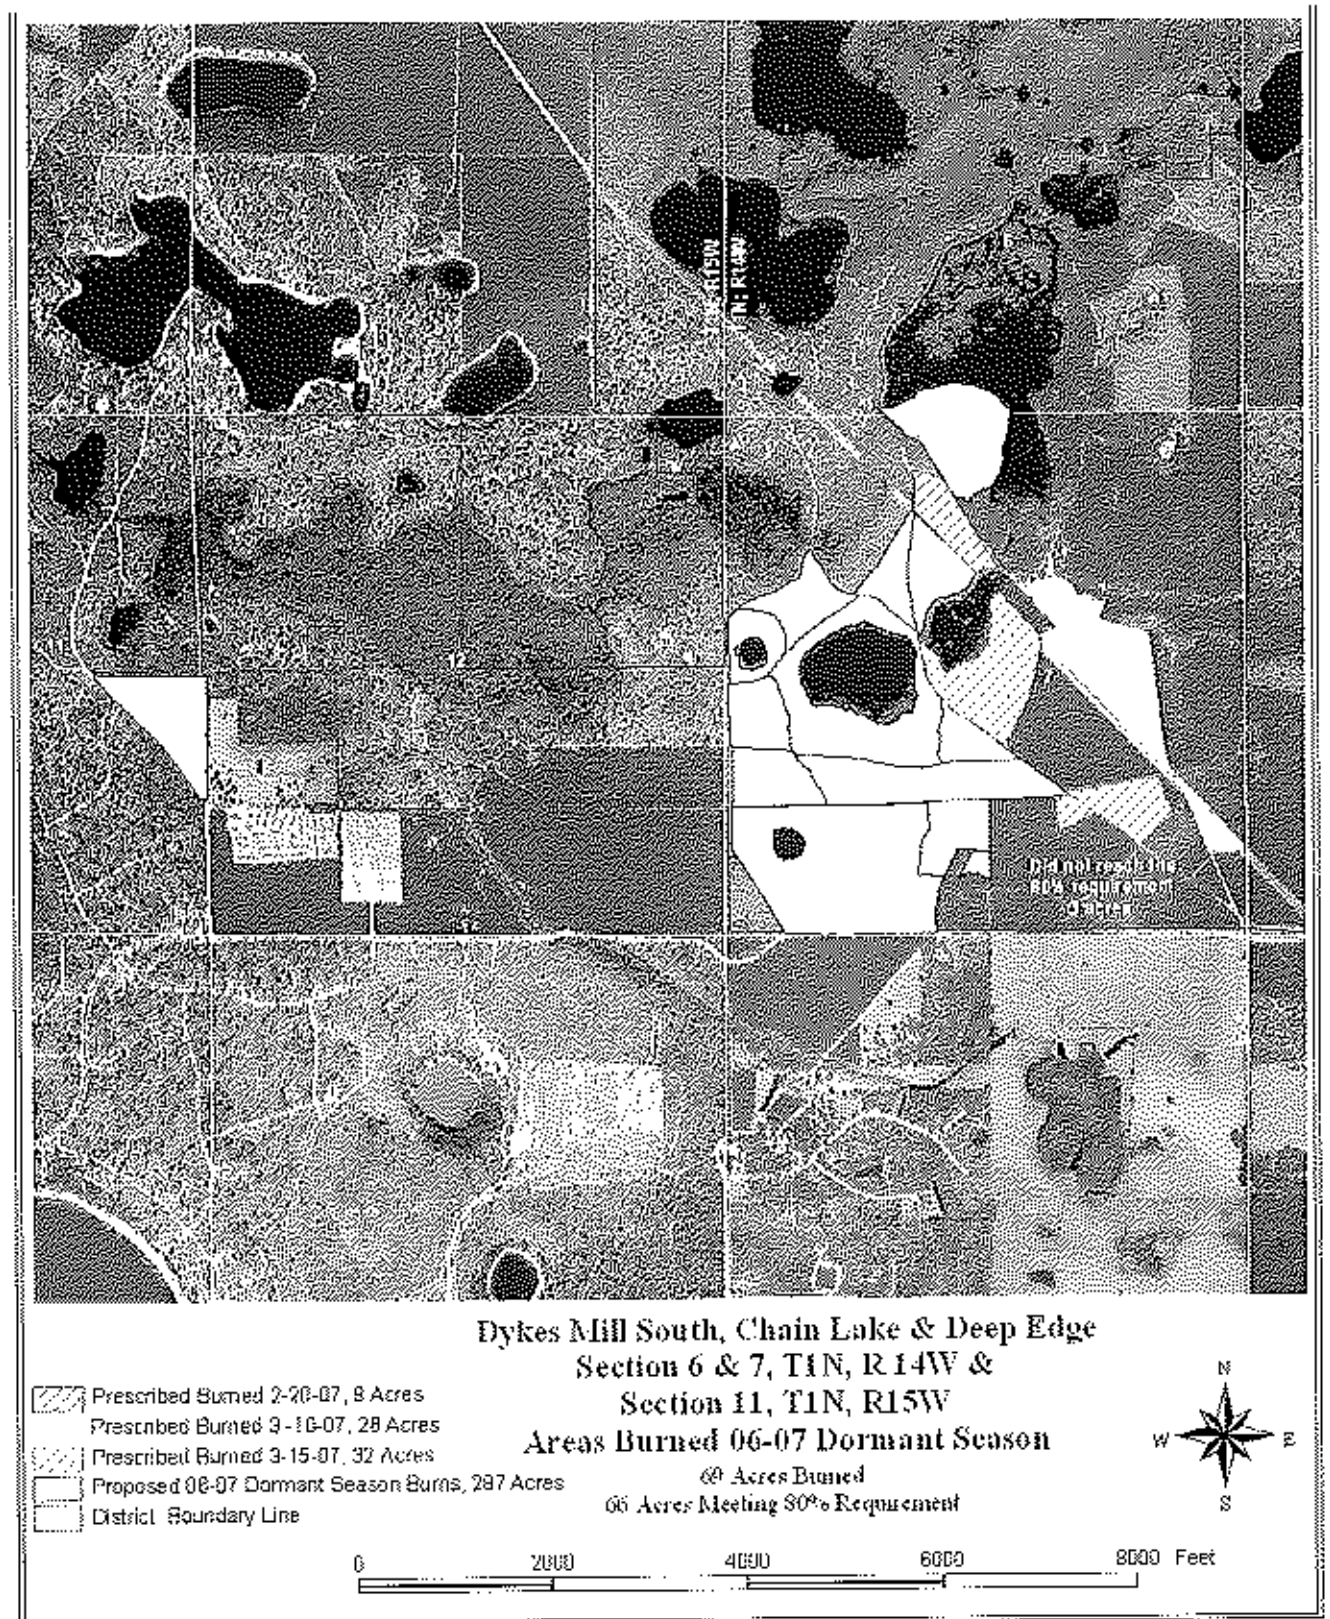 12
Did not reach the
80% requirement
Dykes Mill South, Chain Lake & Deep Edge
Section 6 & 7, T1N, R14W &
Section 11, T1N, R15W
Areas Burned 06-07 Dormant Season
69 Acres Burned
66 Acres Meeting 80% Requirement
N
W
E
S
Prescribed Burned 2-20-07, 8 Acres
Prescribed Burned 3-10-07, 28 Acres
Prescribed Burned 3-15-07, 32 Acres
Proposed 06-07 Dormant Season Burns, 297 Acres
District Boundary Line
0 2000 4000 6000 8000 Feet